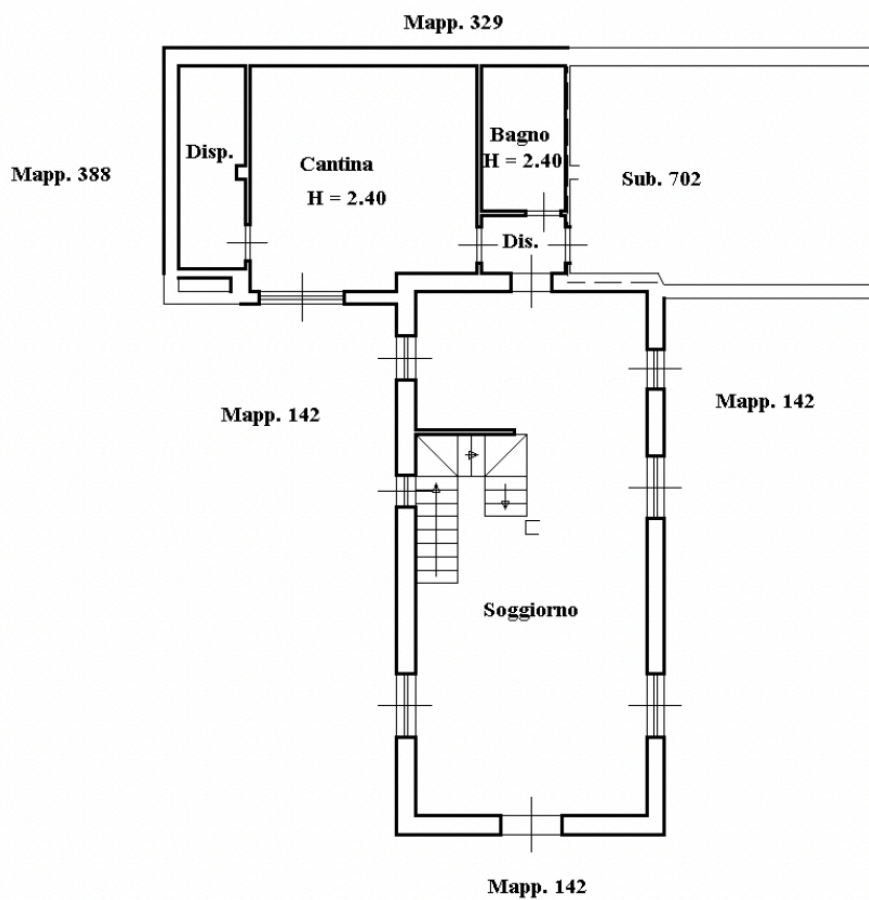 Mapp. 329
Disp.
Cantina
H = 2.40
Bagno
H = 2.40
Mapp. 388
Sub. 702
Dis.
Mapp. 142
Mapp. 142
Soggiorno
Mapp. 142